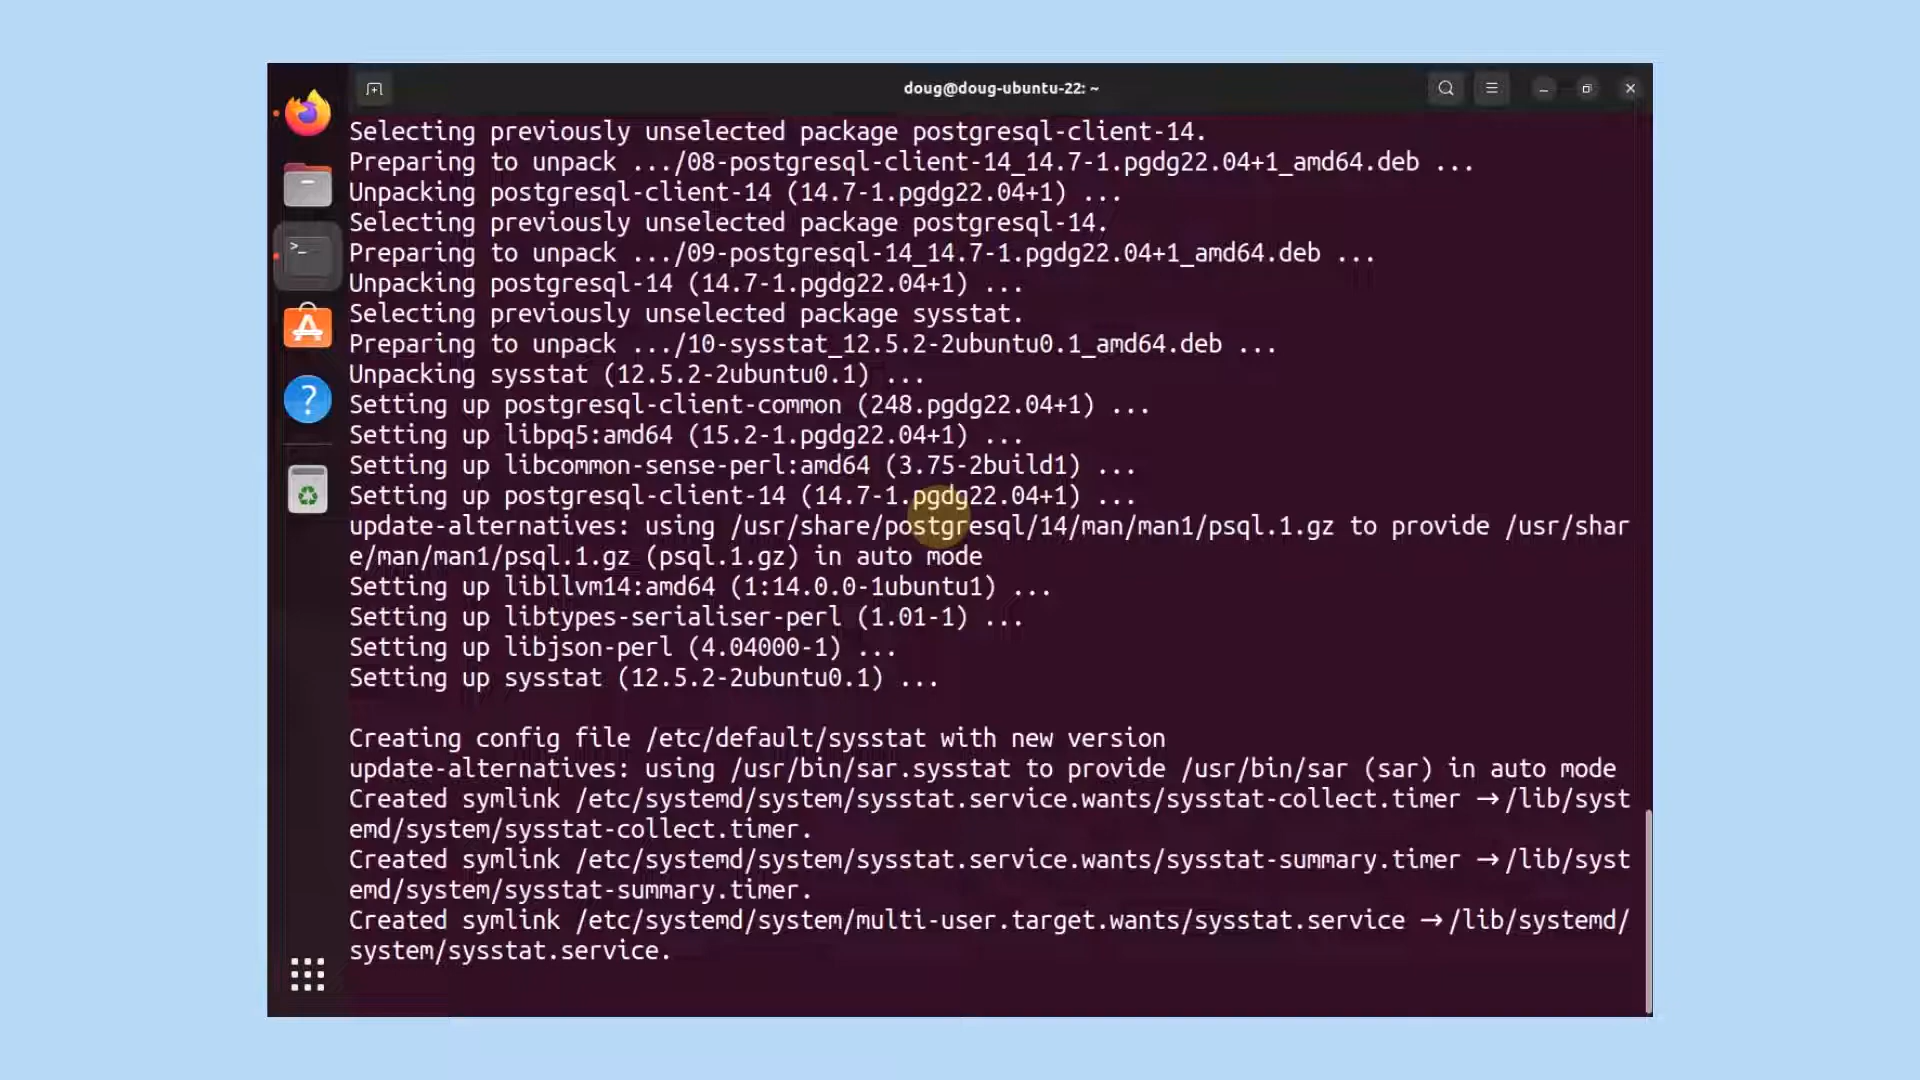 doug@doug-ubuntu-22: ~
Selecting previously unselected package postgresql-client-14.
Preparing to unpack .../08-postgresql-client-14_14.7-1.pgdg22.04+1_amd64.deb ...
Unpacking postgresql-client-14 (14.7-1.pgdg22.04+1) ...
Selecting previously unselected package postgresql-14.
Preparing to unpack .../09-postgresql-14_14.7-1.pgdg22.04+1_amd64.deb ...
Unpacking postgresql-14 (14.7-1.pgdg22.04+1) ...
Selecting previously unselected package sysstat.
Preparing to unpack .../10-sysstat_12.5.2-2ubuntu0.1_amd64.deb ...
Unpacking sysstat (12.5.2-2ubuntu0.1) ...
Setting up postgresql-client-common (248.pgdg22.04+1) ...
Setting up libpq5:amd64 (15.2-1.pgdg22.04+1) ...
Setting up libcommon-sense-perl:amd64 (3.75-2build1) ...
Setting up postgresql-client-14 (14.7-1.pgdg22.04+1) ...
update-alternatives: using /usr/share/postgresql/14/man/man1/psql.1.gz to provide /usr/shar
e/man/man1/psql.1.gz (psql.1.gz) in auto mode
Setting up libllvm14:amd64 (1:14.0.0-1ubuntu1) ...
Setting up libtypes-serialiser-perl (1.01-1) ...
Setting up libjson-perl (4.04000-1) ...
Setting up sysstat (12.5.2-2ubuntu0.1) ...
Creating config file /etc/default/sysstat with new version
update-alternatives: using /usr/bin/sar.sysstat to provide /usr/bin/sar (sar) in auto mode
Created symlink /etc/systemd/system/sysstat.service.wants/sysstat-collect.timer → /lib/syst
emd/system/sysstat-collect.timer.
Created symlink /etc/systemd/system/sysstat.service.wants/sysstat-summary.timer → /lib/syst
emd/system/sysstat-summary.timer.
Created symlink /etc/systemd/system/multi-user.target.wants/sysstat.service → /lib/systemd/
system/sysstat.service.